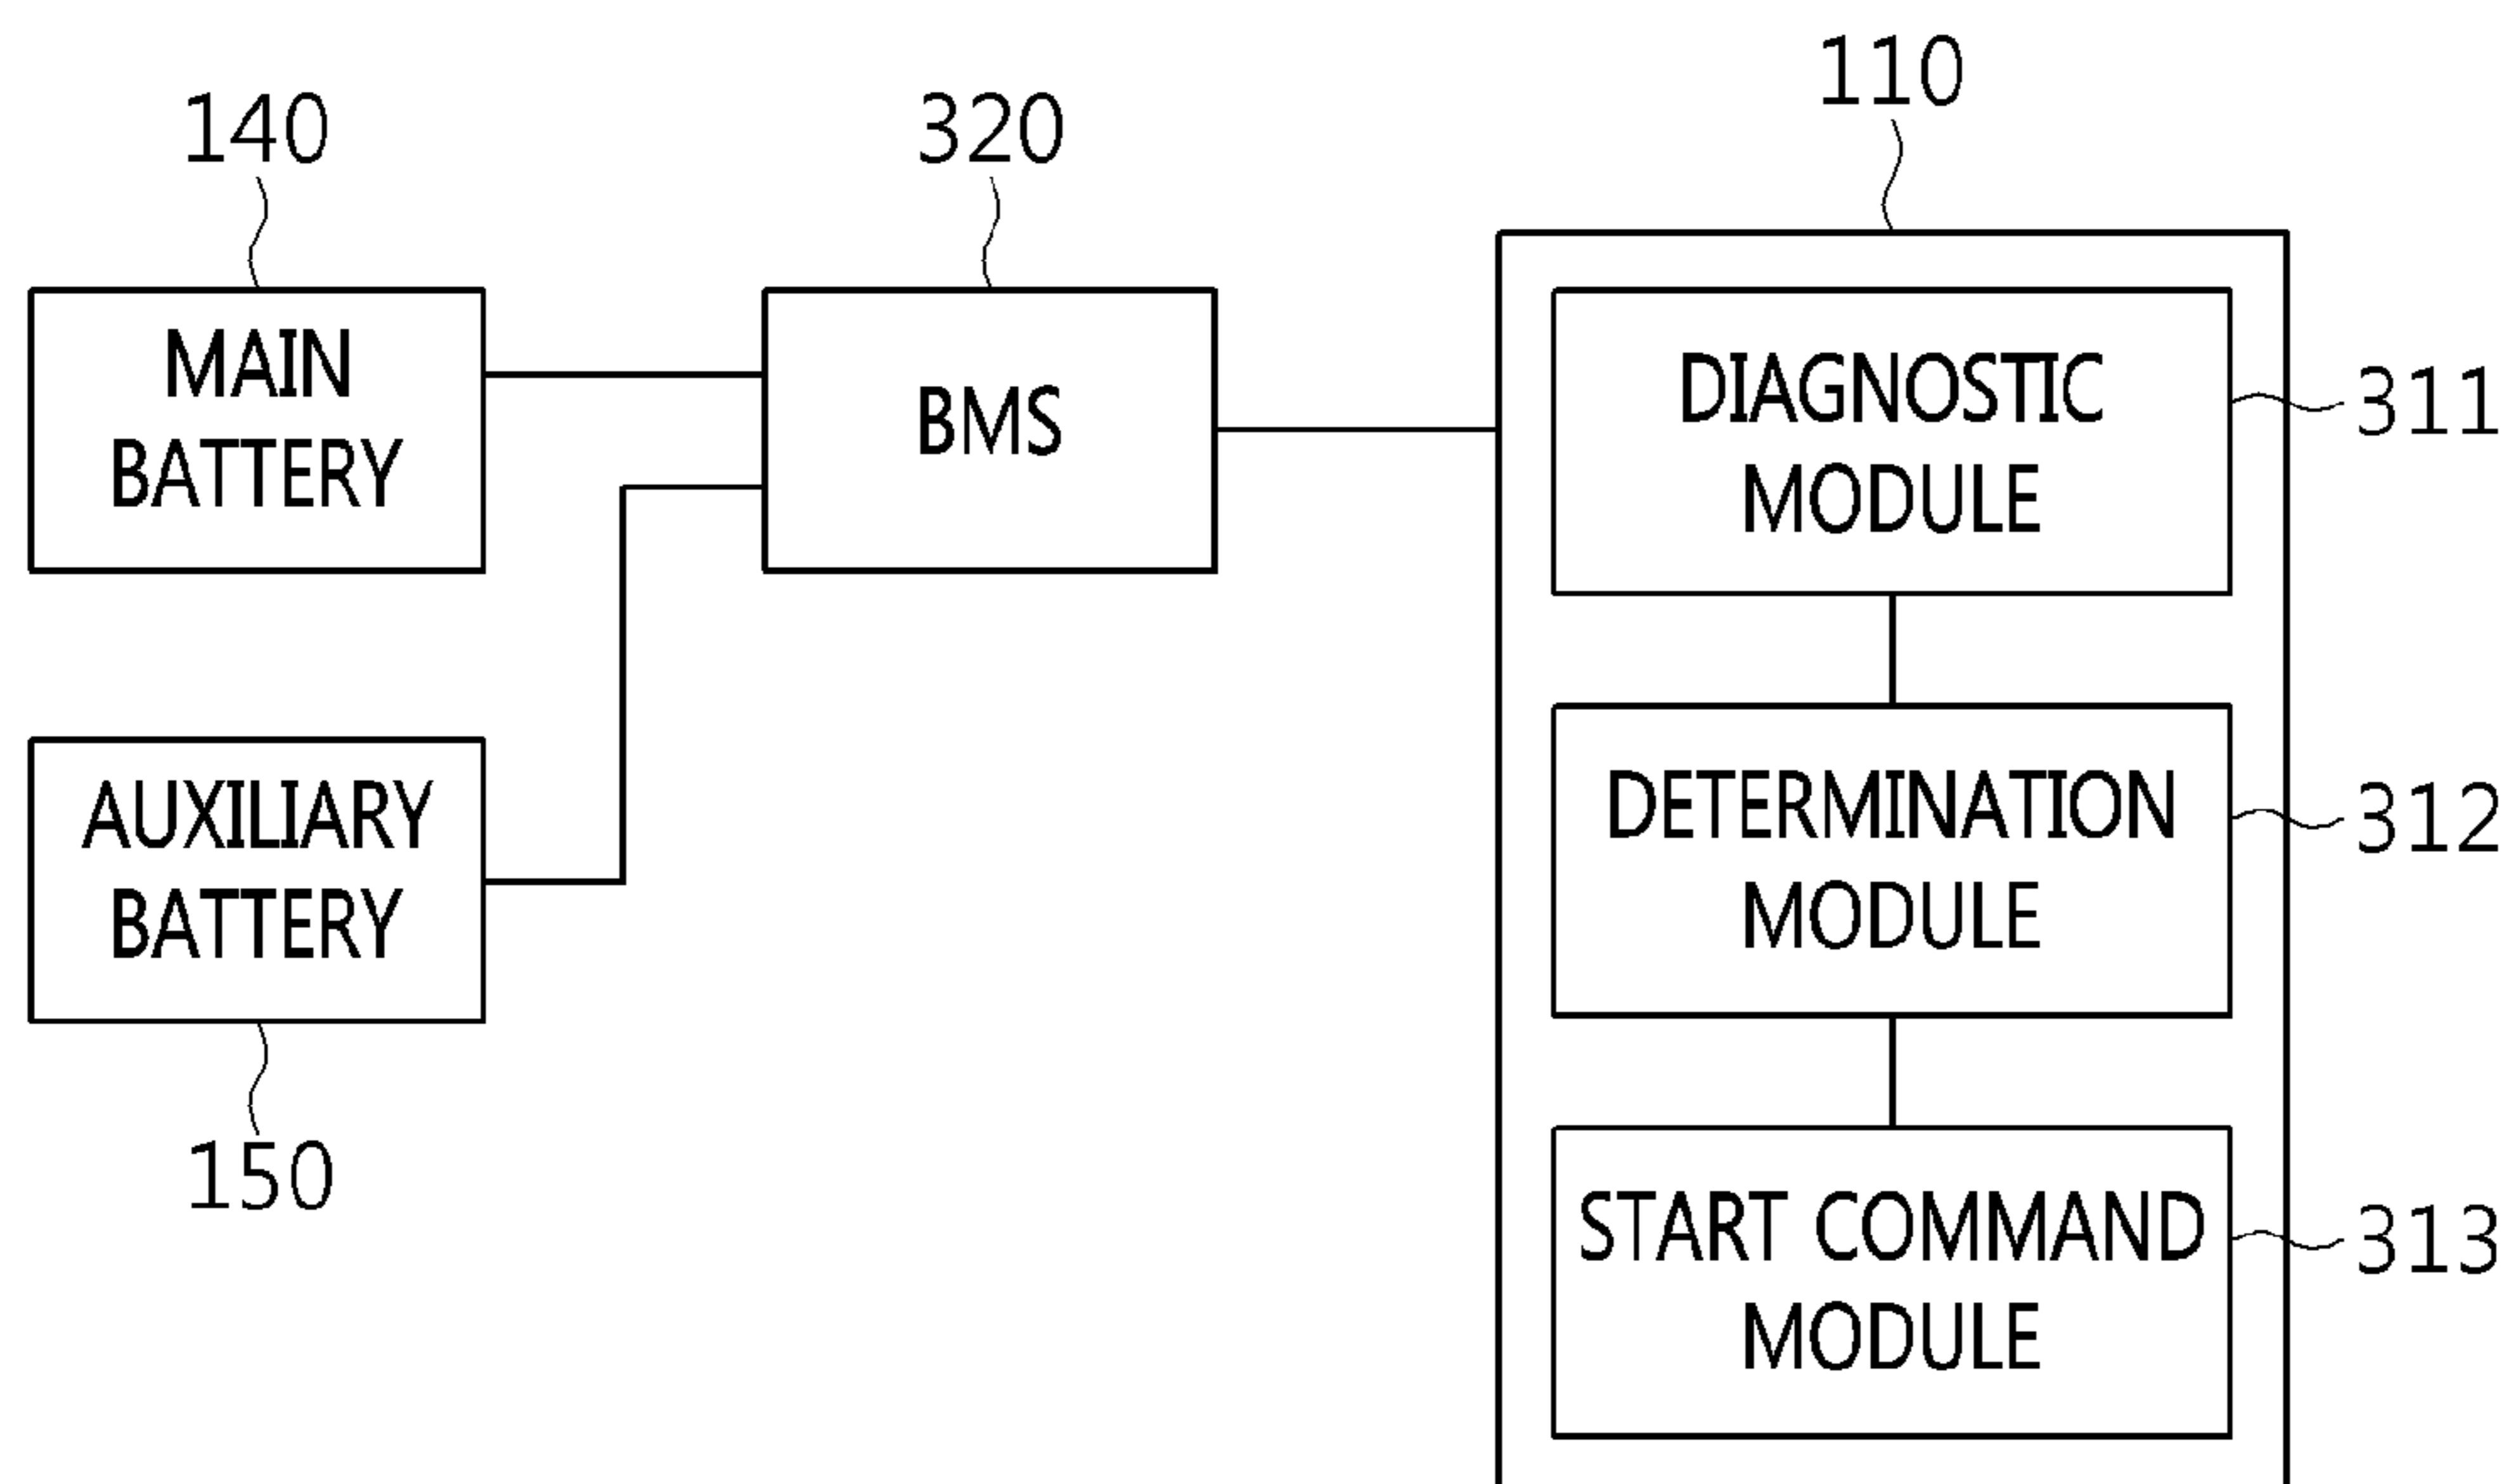 110
140
320
MAIN
BATTERY
BMS
DIAGNOSTIC
MODULE
311
AUXILIARY
BATTERY
DETERMINATION
MODULE
312
150
START COMMAND
MODULE
313